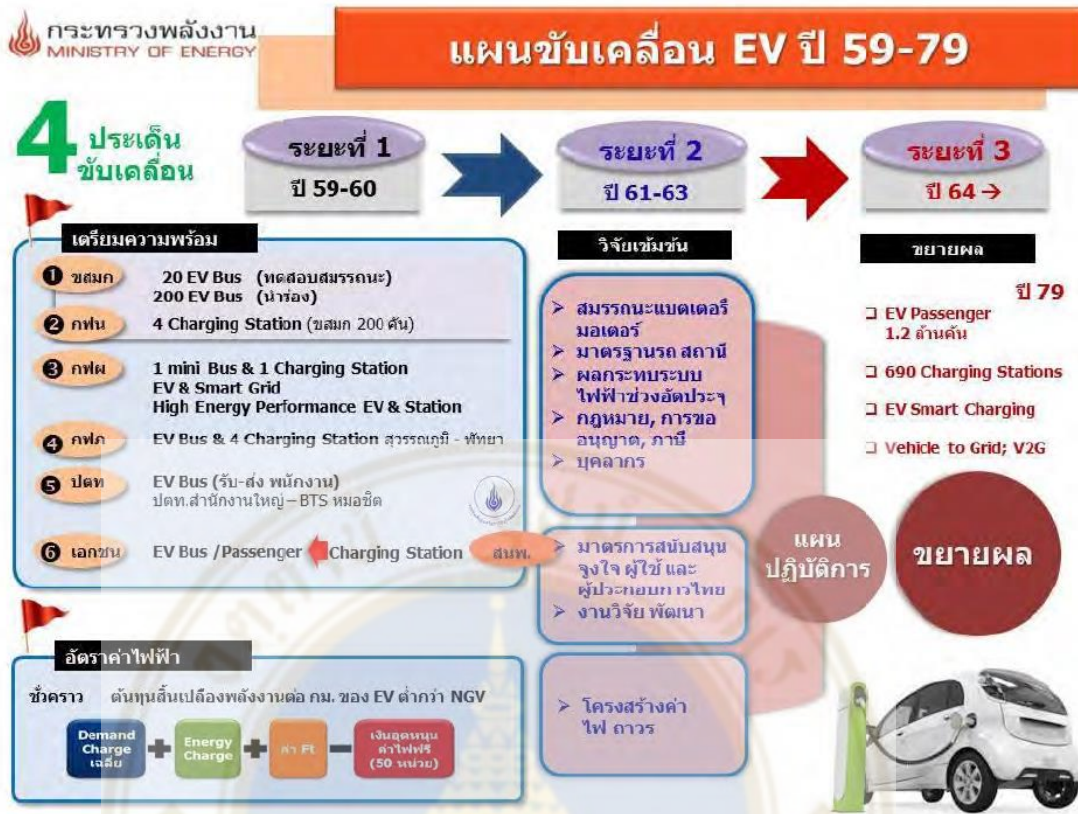 กระทรวงพลังงาน
MINISTRY OF ENERGY
แผนขับเคลื่อน EV ปี 59-79
4 ประเด็น
ขับเคลื่อน
ระยะที่ 1
ปี 59-60
ระยะที่ 2
ปี 61-63
ระยะที่ 3
ปี 64 →
เตรียมความพร้อม
1 ขสมก 20 EV Bus (ทดสอบสมรรถนะ)
200 EV Bus (นำร่อง)
2 กฟน 4 Charging Station (ขสมก 200 คัน)
3 กฟผ 1 mini Bus & 1 Charging Station
EV & Smart Grid
High Energy Performance EV & Station
4 กฟภ EV Bus & 4 Charging Station สุวรรณภูมิ - พัทยา
5 ปตท EV Bus (รับ-ส่ง พนักงาน)
ปตท.สำนักงานใหญ่ – BTS หมอชิต
6 เอกชน EV Bus /Passenger Charging Station สนพ.
วิจัยเข้มข้น
➢ สมรรถนะแบตเตอรี่
มอเตอร์
➢ มาตรฐานรถ สถานี
➢ ผลกระทบระบบ
ไฟฟ้าช่วงอัดประจุ
➢ กฎหมาย, การขอ
อนุญาต, ภาษี
➢ บุคลากร
➢ มาตรการสนับสนุน
จูงใจ ผู้ใช้ และ
ผู้ประกอบการไทย
➢ งานวิจัย พัฒนา
➢ โครงสร้างค่า
ไฟ ถาวร
ขยายผล
ปี 79
❑ EV Passenger
1.2 ล้านคัน
❑ 690 Charging Stations
❑ EV Smart Charging
❑ Vehicle to Grid; V2G
แผน
ปฏิบัติการ
ขยายผล
อัตราค่าไฟฟ้า
ชั่วคราว ต้นทุนสิ้นเปลืองพลังงานต่อ กม. ของ EV ต่ำกว่า NGV
Demand
Charge
เฉลี่ย
+
Energy
Charge
+
ค่า Ft
–
เงินอุดหนุน
ค่าไฟฟรี
(50 หน่วย)